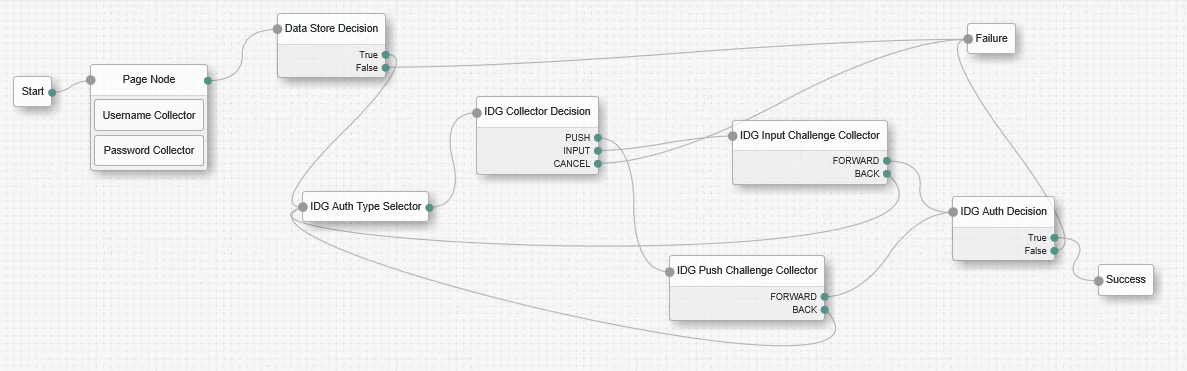 Start
Page Node
Username Collector
Password Collector
Data Store Decision
True
False
IDG Auth Type Selector
IDG Collector Decision
PUSH
INPUT
CANCEL
IDG Input Challenge Collector
FORWARD
BACK
IDG Push Challenge Collector
FORWARD
BACK
IDG Auth Decision
True
False
Failure
Success